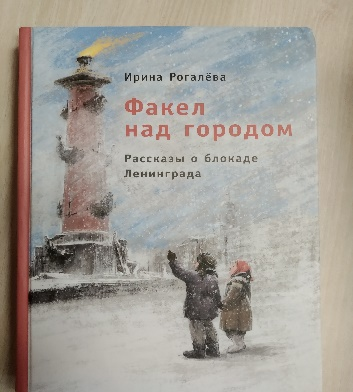 Ирина Рогалёва
Факел
над городом
Рассказы о блокаде
Ленинграда